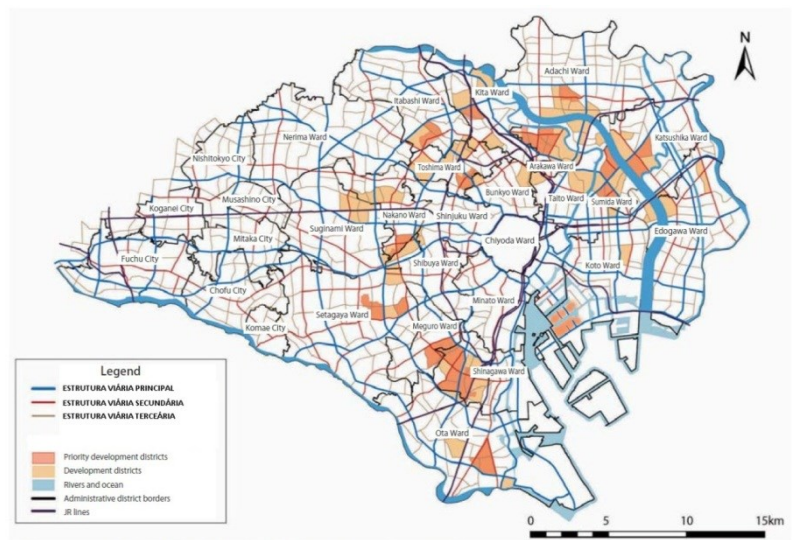 N
Adachi Ward
Kita Ward
Itabashi Ward
Katsushika Ward
Nerima Ward
Nishitokyo City
Toshima Ward
Arakawa Ward
Bunkyo Ward
Taito Ward
Sumida Ward
Musashino City
Koganei City
Nakano Ward
Shinjuku Ward
Suginami Ward
Edogawa Ward
Mitaka City
Chiyoda Ward
Fuchu City
Shibuya Ward
Koto Ward
Chofu City
Minato Ward
Setagaya Ward
Komae City
Meguro Ward
Shinagawa Ward
Ota Ward
Legend
ESTRUTURA VIÁRIA PRINCIPAL
ESTRUTURA VIÁRIA SECUNDÁRIA
ESTRUTURA VIÁRIA TERCEÁRIA
Priority development districts
Development districts
Rivers and ocean
Administrative district borders
JR lines
0 5 10 15km